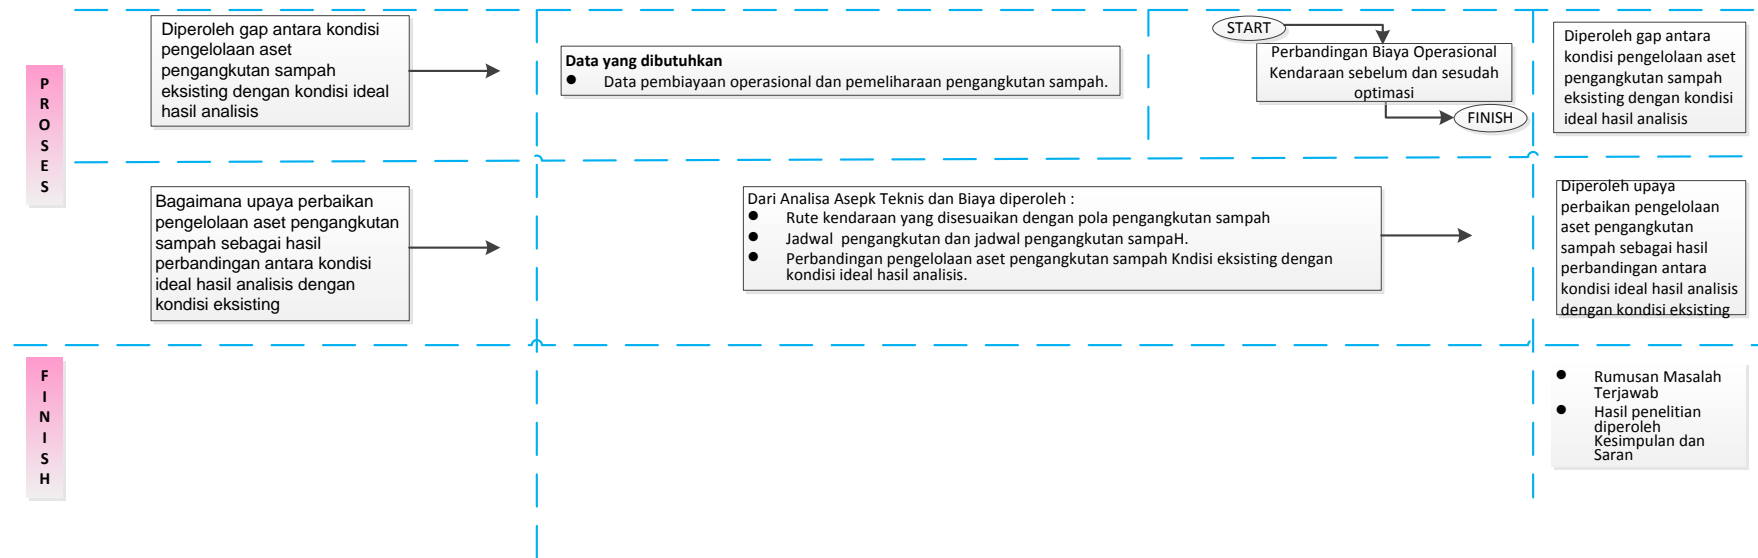 P
R
O
S
E
S
Diperoleh gap antara kondisi
pengelolaan aset
pengangkutan sampah
eksisting dengan kondisi ideal
hasil analisis
Data yang dibutuhkan
● Data pembiayaan operasional dan pemeliharaan pengangkutan sampah.
START
Perbandingan Biaya Operasional
Kendaraan sebelum dan sesudah
optimasi
FINISH
Diperoleh gap antara
kondisi pengelolaan aset
pengangkutan sampah
eksisting dengan kondisi
ideal hasil analisis
Bagaimana upaya perbaikan
pengelolaan aset pengangkutan
sampah sebagai hasil
perbandingan antara kondisi
ideal hasil analisis dengan
kondisi eksisting
Dari Analisa Asepk Teknis dan Biaya diperoleh :
● Rute kendaraan yang disesuaikan dengan pola pengangkutan sampah
● Jadwal pengangkutan dan jadwal pengangkutan sampaH.
● Perbandingan pengelolaan aset pengangkutan sampah Kndisi eksisting dengan
kondisi ideal hasil analisis.
Diperoleh upaya
perbaikan pengelolaan
aset pengangkutan
sampah sebagai hasil
perbandingan antara
kondisi ideal hasil analisis
dengan kondisi eksisting
F
I
N
I
S
H
● Rumusan Masalah
Terjawab
● Hasil penelitian
diperoleh
Kesimpulan dan
Saran